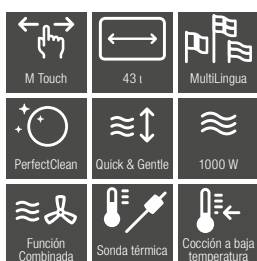 M Touch
43 l
MultiLingua
PerfectClean
Quick & Gentle
1000 W
Función
Combinada
Sonda térmica
Cocción a baja
temperatura